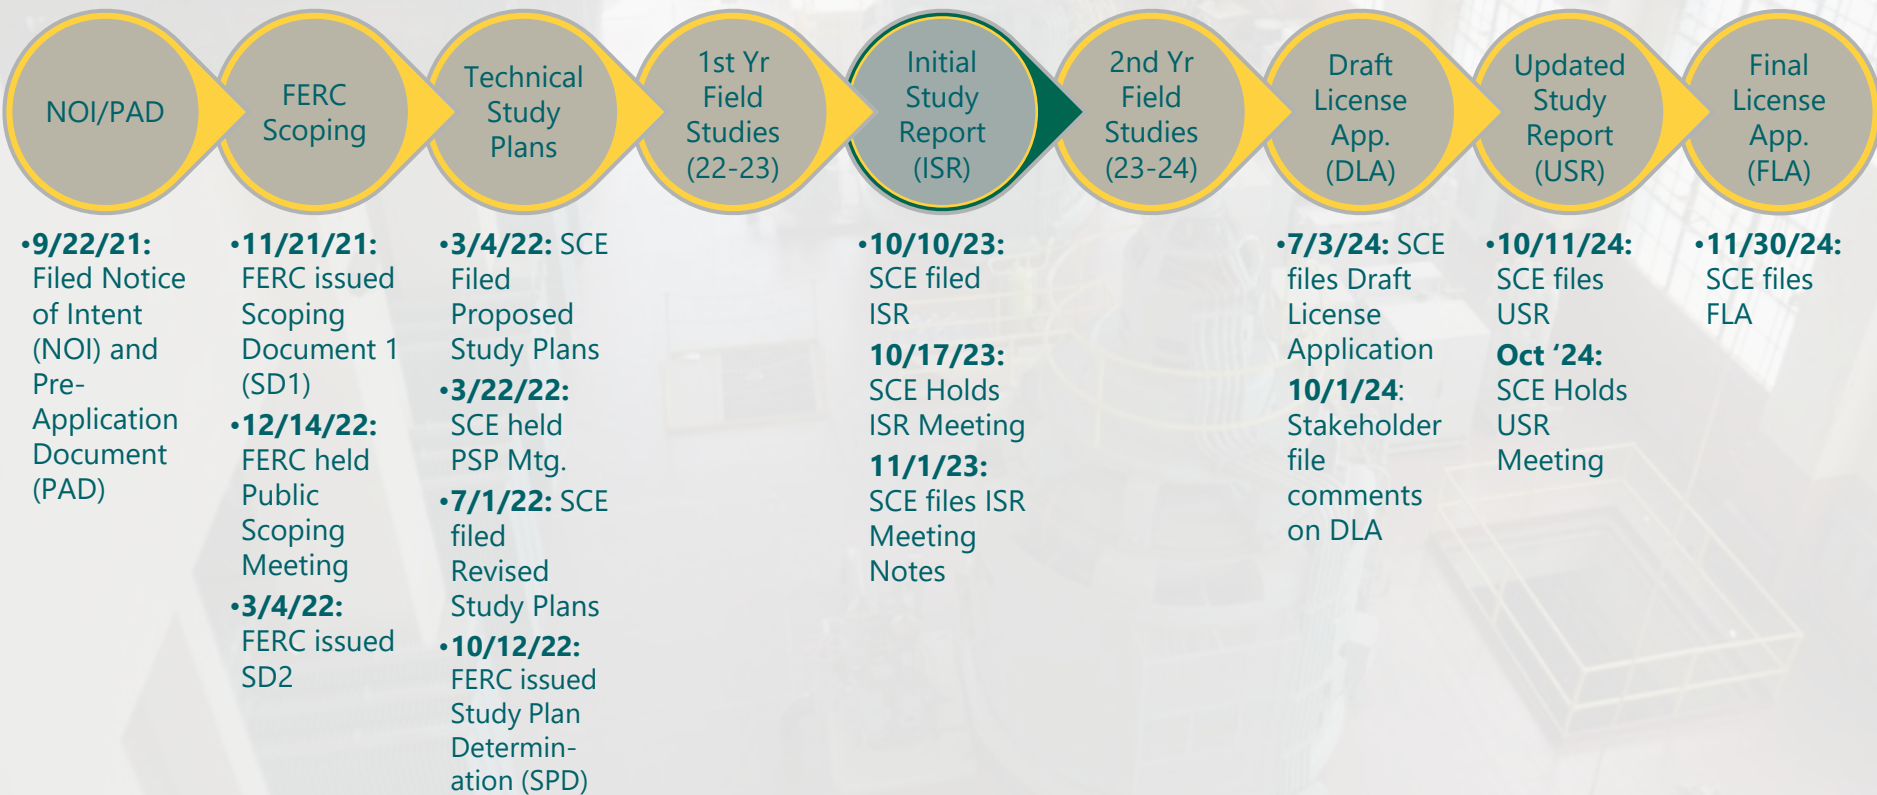 NOI/PAD
FERC
Scoping
Technical
Study
Plans
1st Yr
Field
Studies
(22-23)
Initial
Study
Report
(ISR)
2nd Yr
Field
Studies
(23-24)
Draft
License
App.
(DLA)
Updated
Study
Report
(USR)
Final
License
App.
(FLA)
•9/22/21:
Filed Notice
of Intent
(NOI) and
Pre-
Application
Document
(PAD)
•11/21/21:
FERC issued
Scoping
Document 1
(SD1)
•12/14/22:
FERC held
Public
Scoping
Meeting
•3/4/22:
FERC issued
SD2
•3/4/22: SCE
Filed
Proposed
Study Plans
•3/22/22:
SCE held
PSP Mtg.
•7/1/22: SCE
filed
Revised
Study Plans
•10/12/22:
FERC issued
Study Plan
Determin-
ation (SPD)
•10/10/23:
SCE filed
ISR
10/17/23:
SCE Holds
ISR Meeting
11/1/23:
SCE files ISR
Meeting
Notes
•7/3/24: SCE
files Draft
License
Application
10/1/24:
Stakeholder
file
comments
on DLA
•10/11/24:
SCE files
USR
Oct ‘24:
SCE Holds
USR
Meeting
•11/30/24:
SCE files
FLA